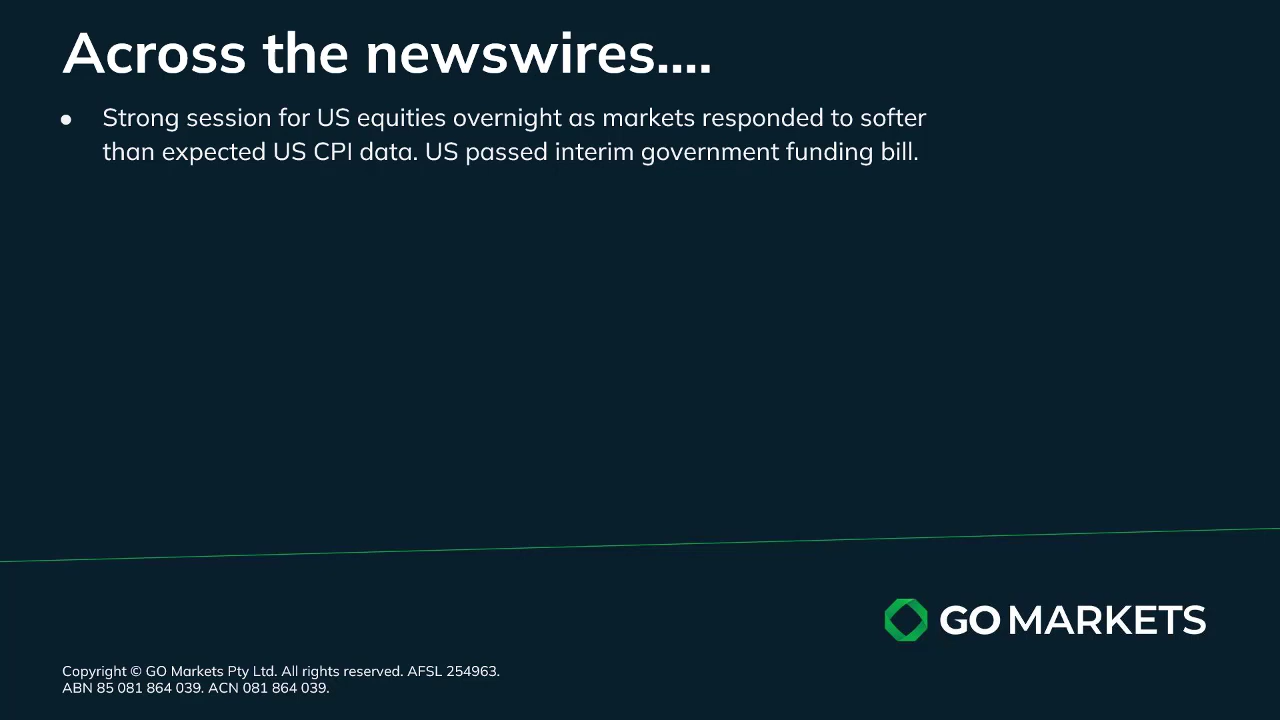 Across the newswires....
● Strong session for US equities overnight as markets responded to softer
than expected US CPI data. US passed interim government funding bill.
GO MARKETS
Copyright © GO Markets Pty Ltd. All rights reserved. AFSL 254963.
ABN 85 081 864 039. ACN 081 864 039.